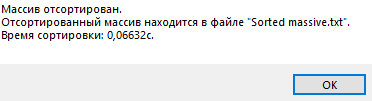 Массив отсортирован.
Отсортированный массив находится в файле "Sorted massive.txt".
Время сортировки: 0,06632с.
OK